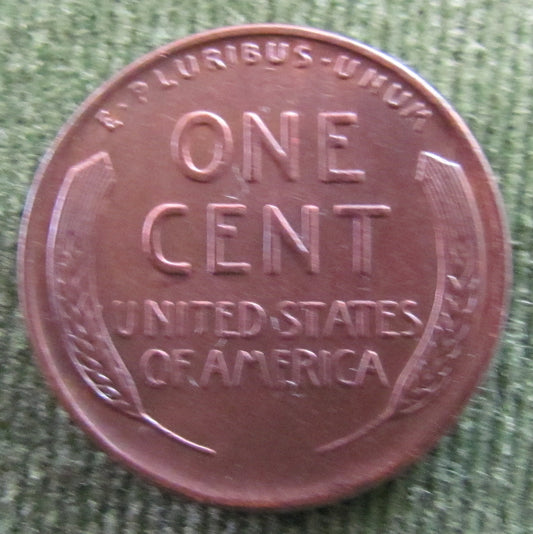 E·PLURIBUS·UNUM
ONE
CENT
UNITED·STATES
OF·AMERICA